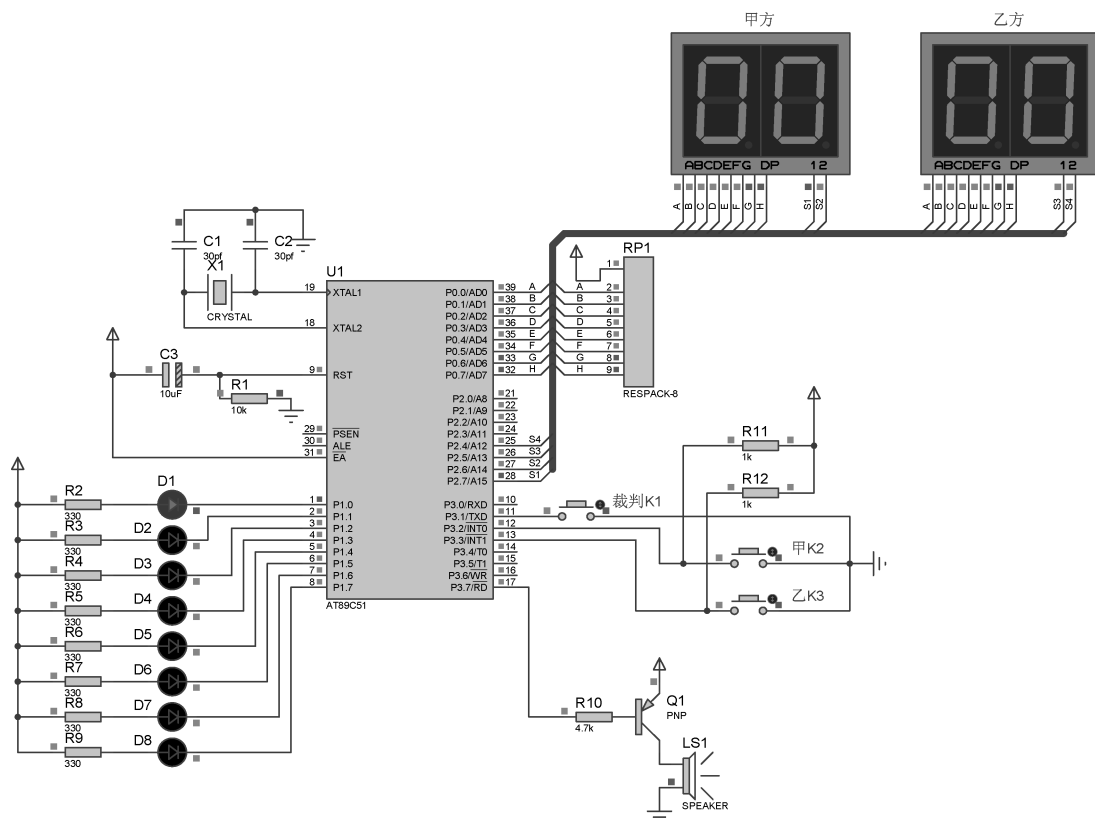 甲方
乙方
ABCDEFG DP 12
ABCDEFG DP 12
A B C D E F G H S1 S2
A B C D E F G H S3 S4
C1
30pf
C2
30pf
X1
CRYSTAL
C3
10uF
R1
10k
U1
19 XTAL1
18 XTAL2
9 RST
29 PSEN
30 ALE
31 EA
1 P1.0
2 P1.1
3 P1.2
4 P1.3
5 P1.4
6 P1.5
7 P1.6
8 P1.7
P0.0/AD0 39 A
P0.1/AD1 38 B
P0.2/AD2 37 C
P0.3/AD3 36 D
P0.4/AD4 35 E
P0.5/AD5 34 F
P0.6/AD6 33 G
P0.7/AD7 32 H
P2.0/A8 21
P2.1/A9 22
P2.2/A10 23
P2.3/A11 24
P2.4/A12 25 S4
P2.5/A13 26 S3
P2.6/A14 27 S2
P2.7/A15 28 S1
P3.0/RXD 10
P3.1/TXD 11
P3.2/INT0 12
P3.3/INT1 13
P3.4/T0 14
P3.5/T1 15
P3.6/WR 16
P3.7/RD 17
AT89C51
RP1
1
A 2
B 3
C 4
D 5
E 6
F 7
G 8
H 9
RESPACK-8
R11
1k
R12
1k
裁判K1
甲K2
乙K3
R2
330
D1
R3
330
D2
R4
330
D3
R5
330
D4
R6
330
D5
R7
330
D6
R8
330
D7
R9
330
D8
R10
4.7k
Q1
PNP
LS1
SPEAKER